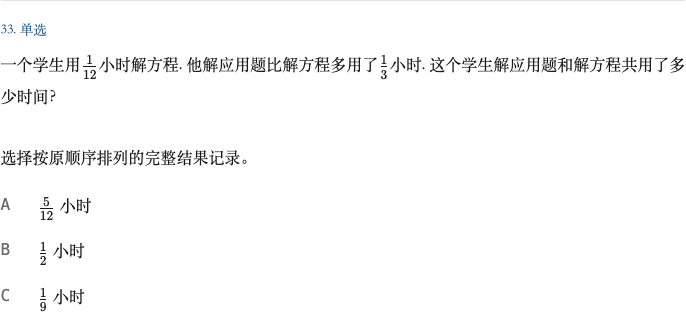 33. 单选
一个学生用 1/12 小时解方程. 他解应用题比解方程多用了 1/3 小时. 这个学生解应用题和解方程共用了多
少时间?
选择按原顺序排列的完整结果记录。
A 5/12 小时
B 1/2 小时
C 1/9 小时